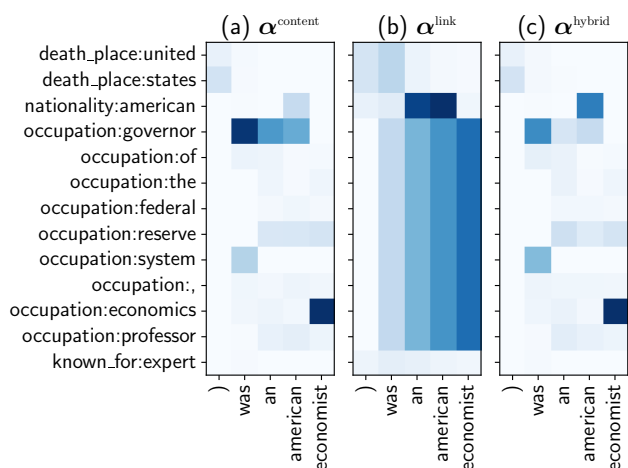 (a) α^content (b) α^link (c) α^hybrid
death_place:united
death_place:states
nationality:american
occupation:governor
occupation:of
occupation:the
occupation:federal
occupation:reserve
occupation:system
occupation:,
occupation:economics
occupation:professor
known_for:expert
) was an american economist
) was an american economist
) was an american economist